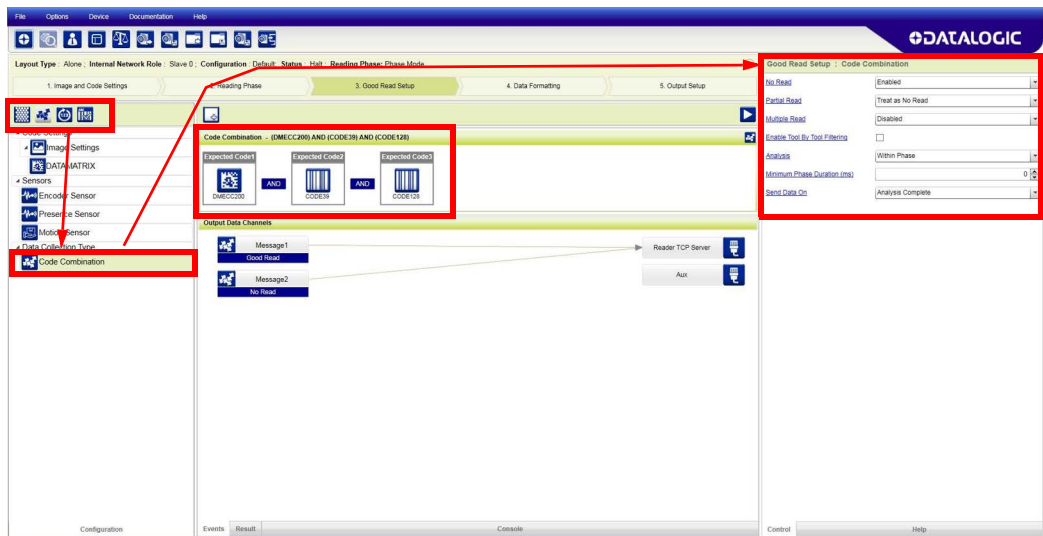 File Options Device Documentation Help
DATALOGIC
Layout Type : Alone ; Internal Network Role : Slave 0 ; Configuration : Default; Status : Halt ; Reading Phase: Phase Mode
1. Image and Code Settings
2. Reading Phase
3. Good Read Setup
4. Data Formatting
5. Output Setup
Code Settings
Image Settings
DATAMATRIX
Sensors
Encoder Sensor
Presence Sensor
Motion Sensor
Data Collection Type
Code Combination
Configuration
Code Combination - (DMECC200) AND (CODE39) AND (CODE128)
Expected Code1
DMECC200
AND
Expected Code2
CODE39
AND
Expected Code3
CODE128
Output Data Channels
Message1
Good Read
Message2
No Read
Reader TCP Server
Aux
Events Result Console
Good Read Setup : Code Combination
No Read Enabled
Partial Read Treat as No Read
Multiple Read Disabled
Enable Tool By Tool Filtering
Analysis Within Phase
Minimum Phase Duration (ms) 0
Send Data On Analysis Complete
Control Help